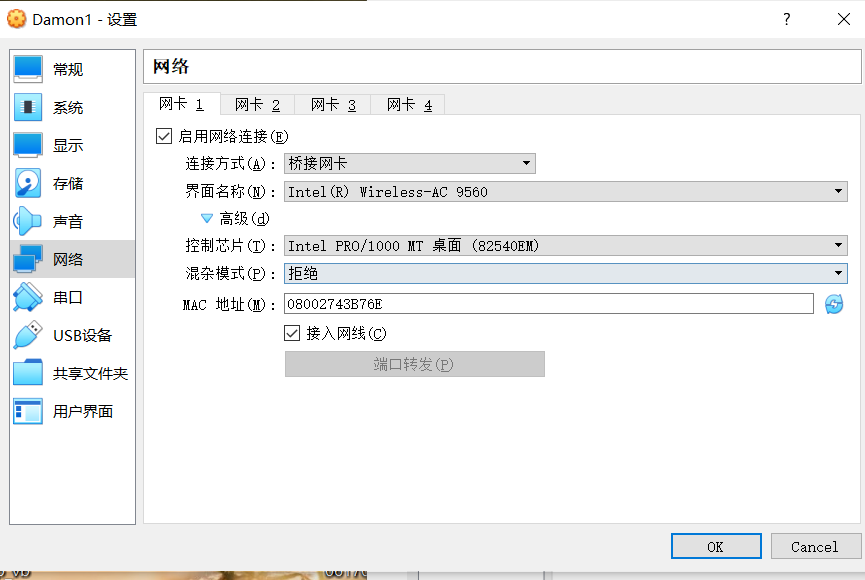 Damon1 - 设置
?
常规
系统
显示
存储
声音
网络
串口
USB设备
共享文件夹
用户界面
网络
网卡 1
网卡 2
网卡 3
网卡 4
启用网络连接(E)
连接方式(A): 桥接网卡
界面名称(N): Intel(R) Wireless-AC 9560
高级(d)
控制芯片(T): Intel PRO/1000 MT 桌面 (82540EM)
混杂模式(P): 拒绝
MAC 地址(M): 08002743B76E
接入网线(C)
端口转发(P)
OK
Cancel